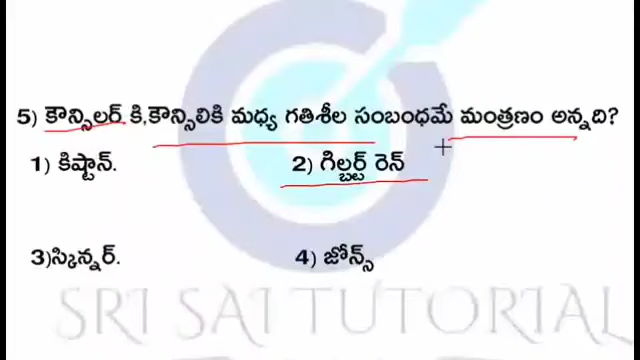 5) కౌన్సిలర్ కి,కౌన్సిలికి మధ్య గతిశీల సంబంధమే మంత్రణం అన్నది?
1) కిష్టాన్.
2) గిల్బర్ట్ రెన్
3)స్కిన్నర్.
4) జోన్స్
SRI SAI TUTORIAL